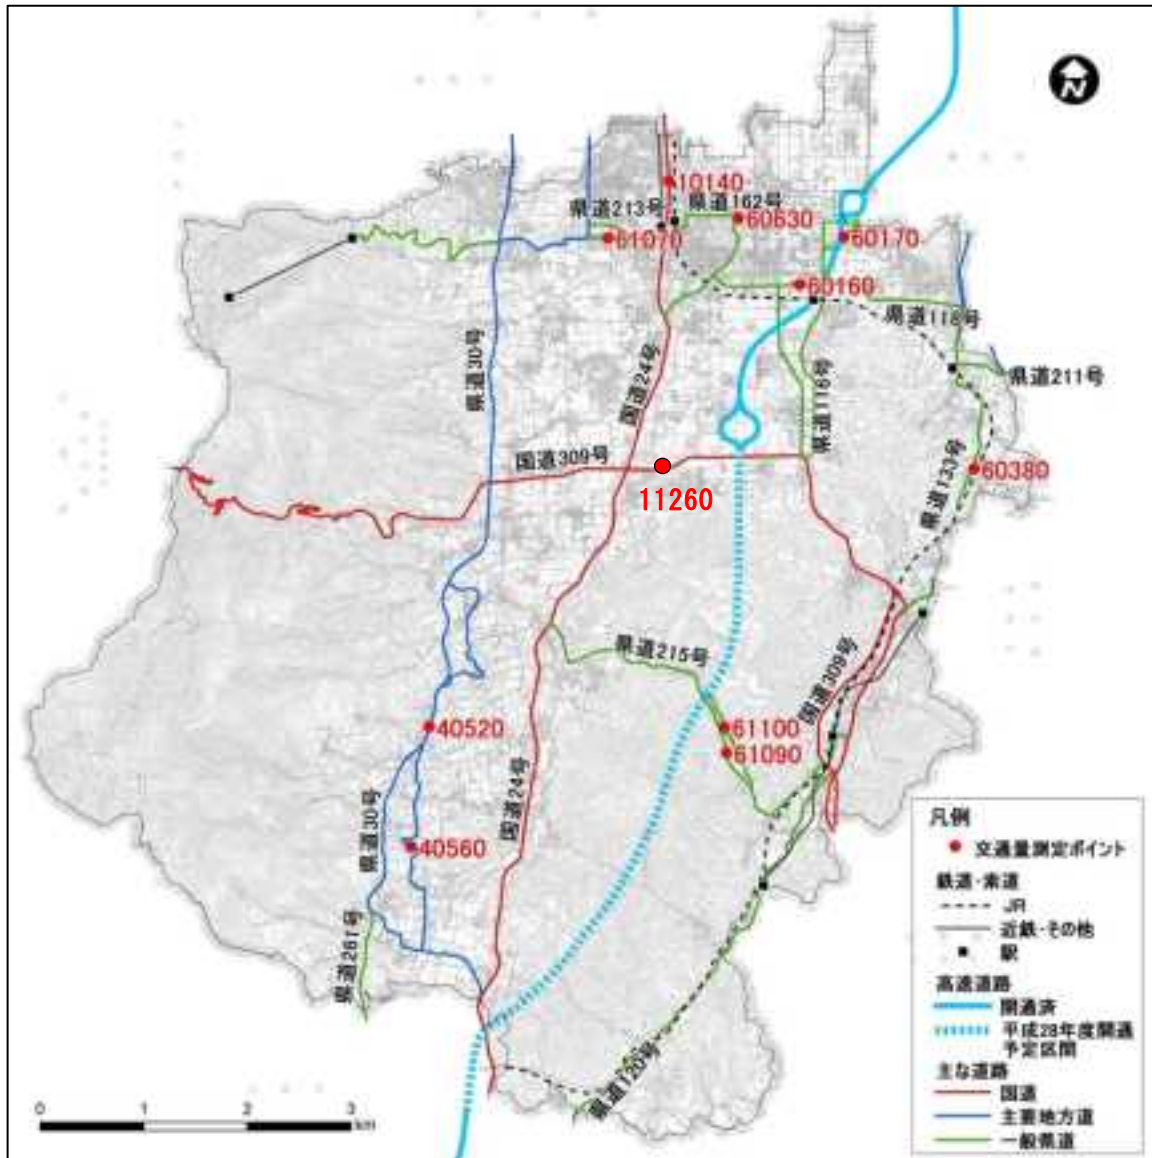 N
10140
県道162号
県道213号
60630
61070
60170
60160
県道118号
県道30号
国道24号
県道116号
県道211号
国道309号
11260
県道133号
60380
県道215号
国道309号
40520
61100
61090
国道24号
県道30号
40560
県道261号
県道120号
凡例
交通量測定ポイント
鉄道・索道
JR
近鉄・その他
駅
高速道路
開通済
平成28年度開通
予定区間
主な道路
国道
主要地方道
一般県道
0 1 2 3
km